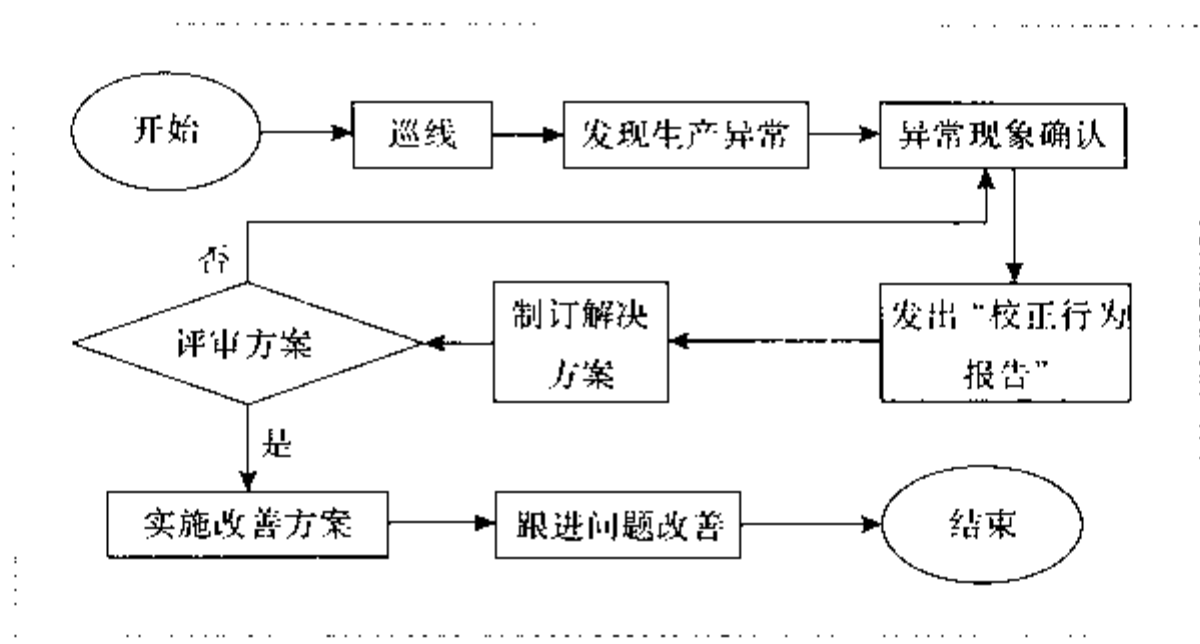 开始
巡线
发现生产异常
异常现象确认
否
评审方案
制订解决
方案
发出“校正行为
报告”
是
实施改善方案
跟进问题改善
结束